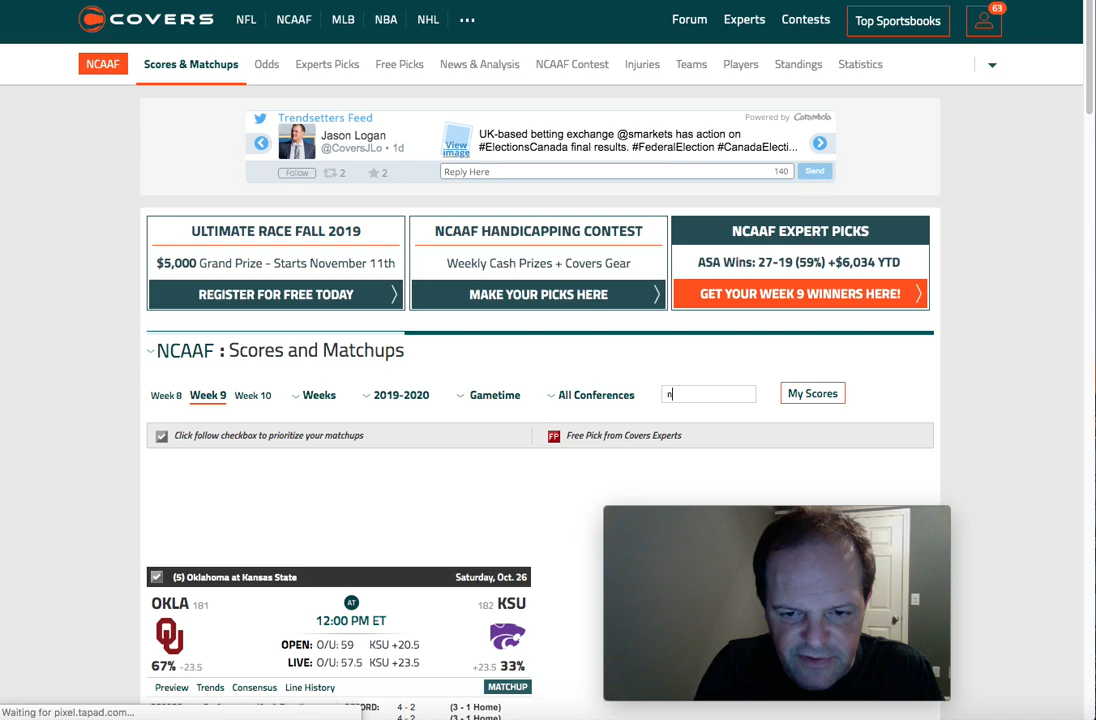 COVERS NFL NCAAF MLB NBA NHL ••• Forum Experts Contests Top Sportsbooks 63
NCAAF Scores & Matchups Odds Experts Picks Free Picks News & Analysis NCAAF Contest Injuries Teams Players Standings Statistics
Trendsetters Feed
Powered by Carambola
Jason Logan
@CoversJLo • 1d
View image
UK-based betting exchange @smarkets has action on
#ElectionsCanada final results. #FederalElection #CanadaElecti...
Follow 2 2
Reply Here 140 Send
ULTIMATE RACE FALL 2019
$5,000 Grand Prize - Starts November 11th
REGISTER FOR FREE TODAY
NCAAF HANDICAPPING CONTEST
Weekly Cash Prizes + Covers Gear
MAKE YOUR PICKS HERE
NCAAF EXPERT PICKS
ASA Wins: 27-19 (59%) +$6,034 YTD
GET YOUR WEEK 9 WINNERS HERE!
NCAAF : Scores and Matchups
Week 8 Week 9 Week 10 Weeks 2019-2020 Gametime All Conferences n My Scores
Click follow checkbox to prioritize your matchups FP Free Pick from Covers Experts
(5) Oklahoma at Kansas State Saturday, Oct. 26
OKLA 181 AT 182 KSU
12:00 PM ET
OPEN: O/U: 59 KSU +20.5
LIVE: O/U: 57.5 KSU +23.5
67% -23.5 +23.5 33%
Preview Trends Consensus Line History MATCHUP
ORD: 4 - 2 (3 - 1 Home)
4 - 2 (3 - 1 Home)
Waiting for pixel.tapad.com...